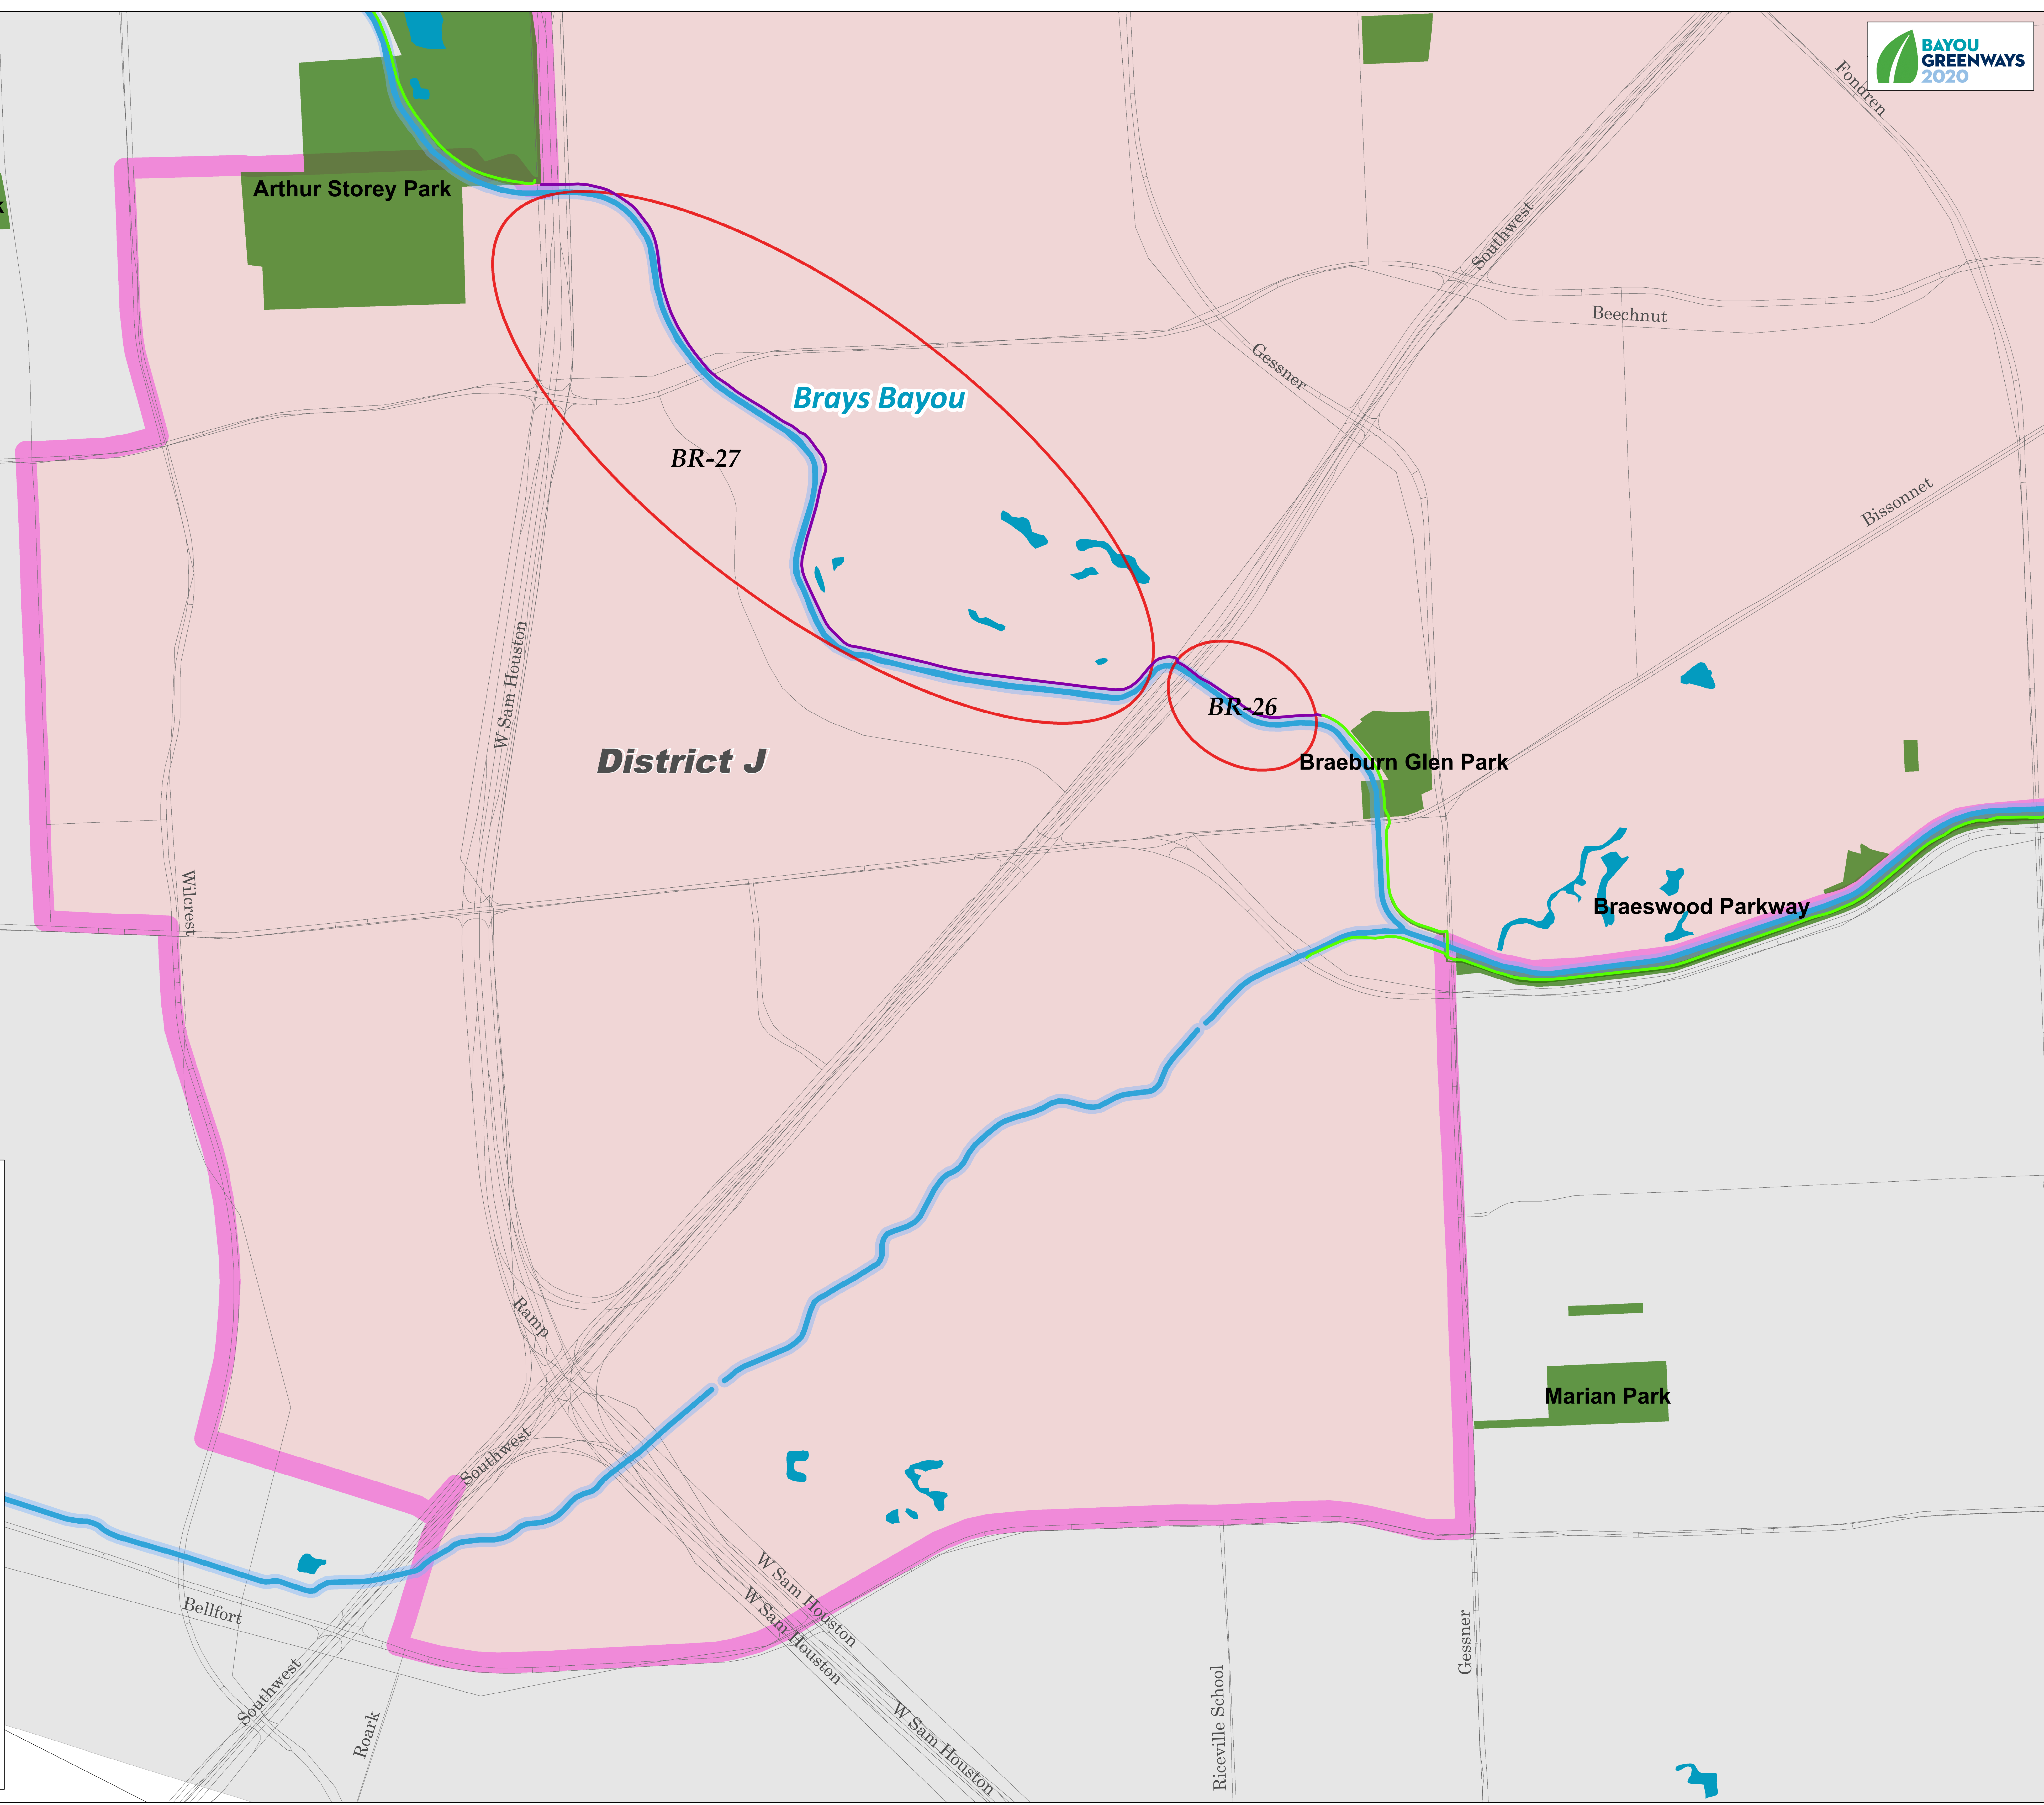 BAYOU
GREENWAYS
2020
Fondren
Arthur Storey Park
Southwest
Beechnut
Gessner
Brays Bayou
BR-27
Bissonnet
W Sam Houston
BR-26
District J
Braeburn Glen Park
Wilcrest
Braeswood Parkway
Ramp
Marian Park
Southwest
W Sam Houston
W Sam Houston
Bellfort
Gessner
Southwest
Roark
Riceville School
W Sam Houston